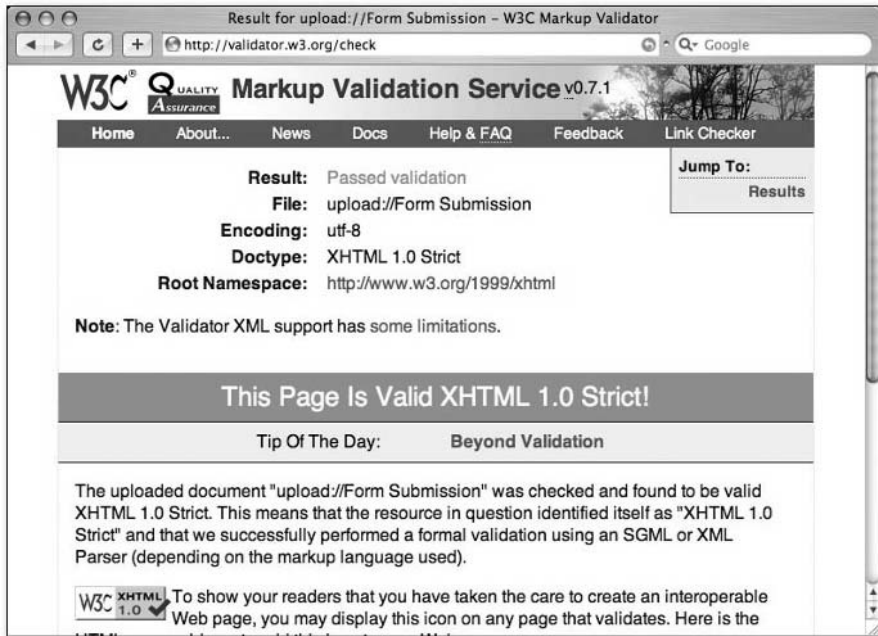 Result for upload://Form Submission – W3C Markup Validator
http://validator.w3.org/check
Google
W3C® QUALITY Assurance Markup Validation Service v0.7.1
Home About... News Docs Help & FAQ Feedback Link Checker
Jump To:
Results
Result: Passed validation
File: upload://Form Submission
Encoding: utf-8
Doctype: XHTML 1.0 Strict
Root Namespace: http://www.w3.org/1999/xhtml
Note: The Validator XML support has some limitations.
This Page Is Valid XHTML 1.0 Strict!
Tip Of The Day: Beyond Validation
The uploaded document "upload://Form Submission" was checked and found to be valid
XHTML 1.0 Strict. This means that the resource in question identified itself as "XHTML 1.0
Strict" and that we successfully performed a formal validation using an SGML or XML
Parser (depending on the markup language used).
W3C XHTML 1.0
To show your readers that you have taken the care to create an interoperable
Web page, you may display this icon on any page that validates. Here is the